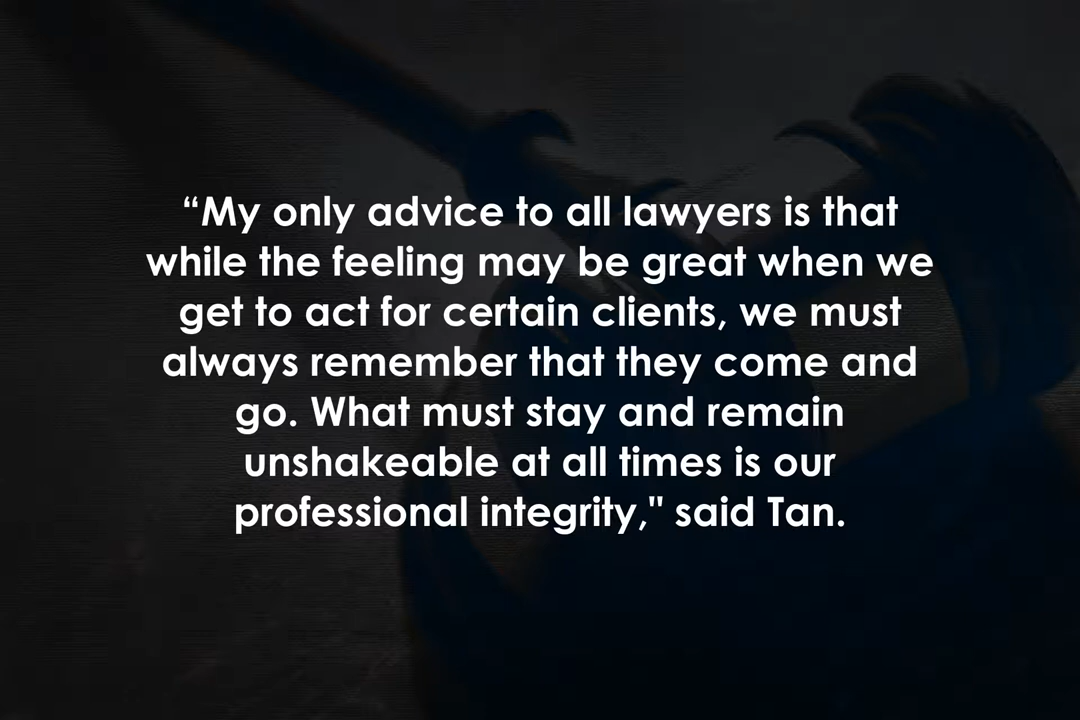 “My only advice to all lawyers is that
while the feeling may be great when we
get to act for certain clients, we must
always remember that they come and
go. What must stay and remain
unshakeable at all times is our
professional integrity," said Tan.